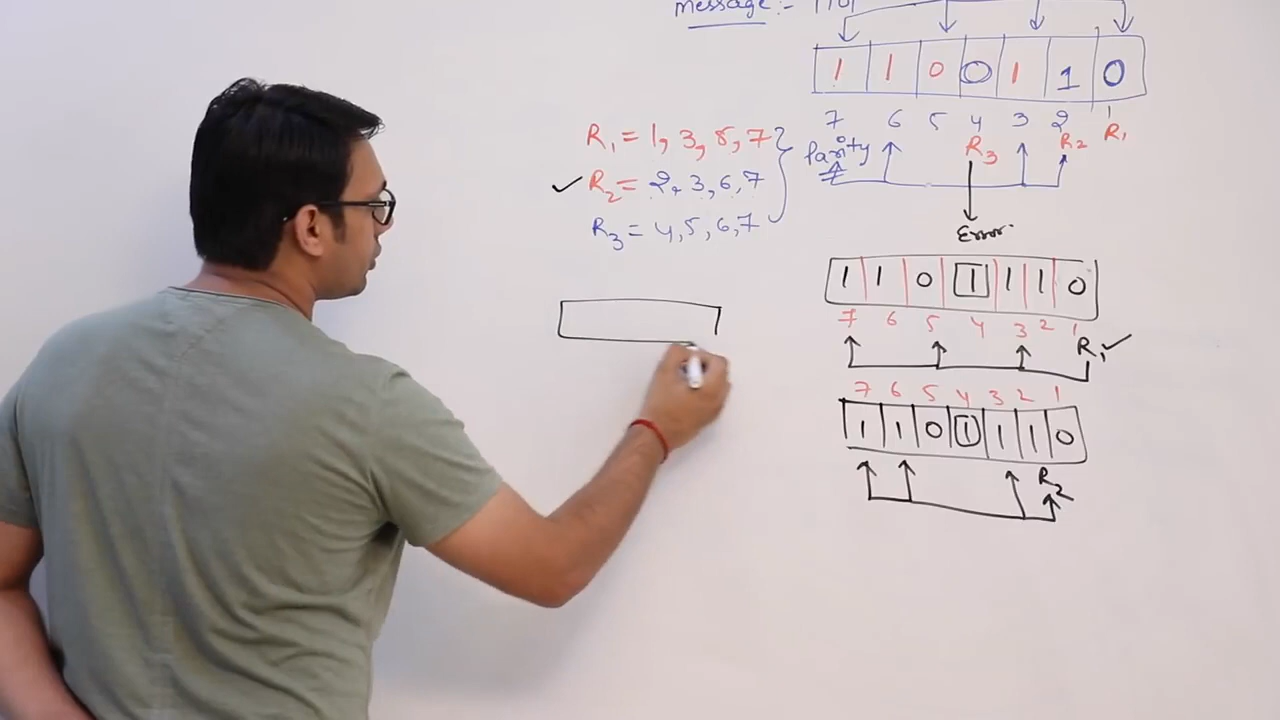 message :- 1101
1 1 0 0 1 1 0
7 6 5 4 3 2 1
R3 R2 R1
R1 = 1, 3, 5, 7
Parity
R2 = 2, 3, 6, 7
R3 = 4, 5, 6, 7
Error
1 1 0 1 1 1 0
7 6 5 4 3 2 1
R1
7 6 5 4 3 2 1
1 1 0 1 1 1 0
R2